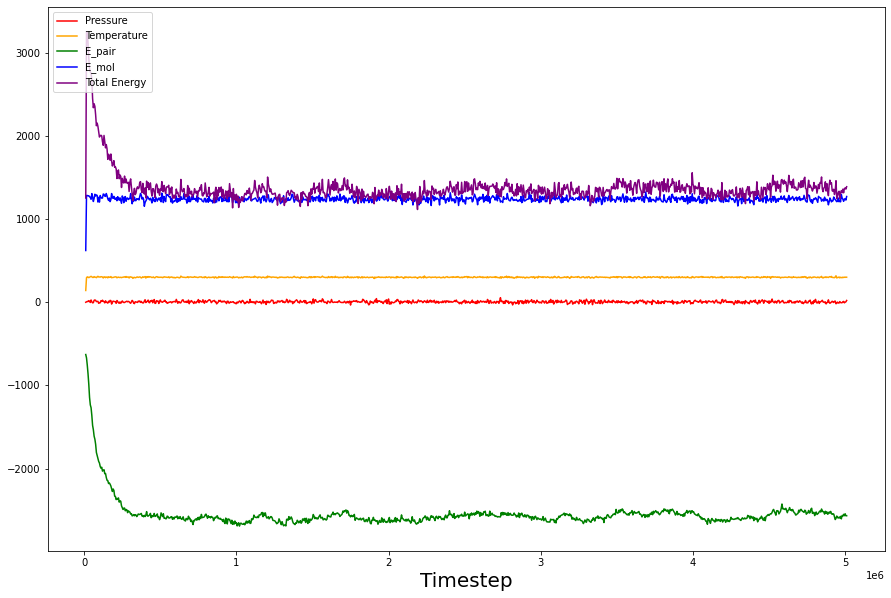 Pressure
Temperature
E_pair
E_mol
Total Energy
3000
2000
1000
0
−1000
−2000
0 1 2 3 4 5
1e6
Timestep